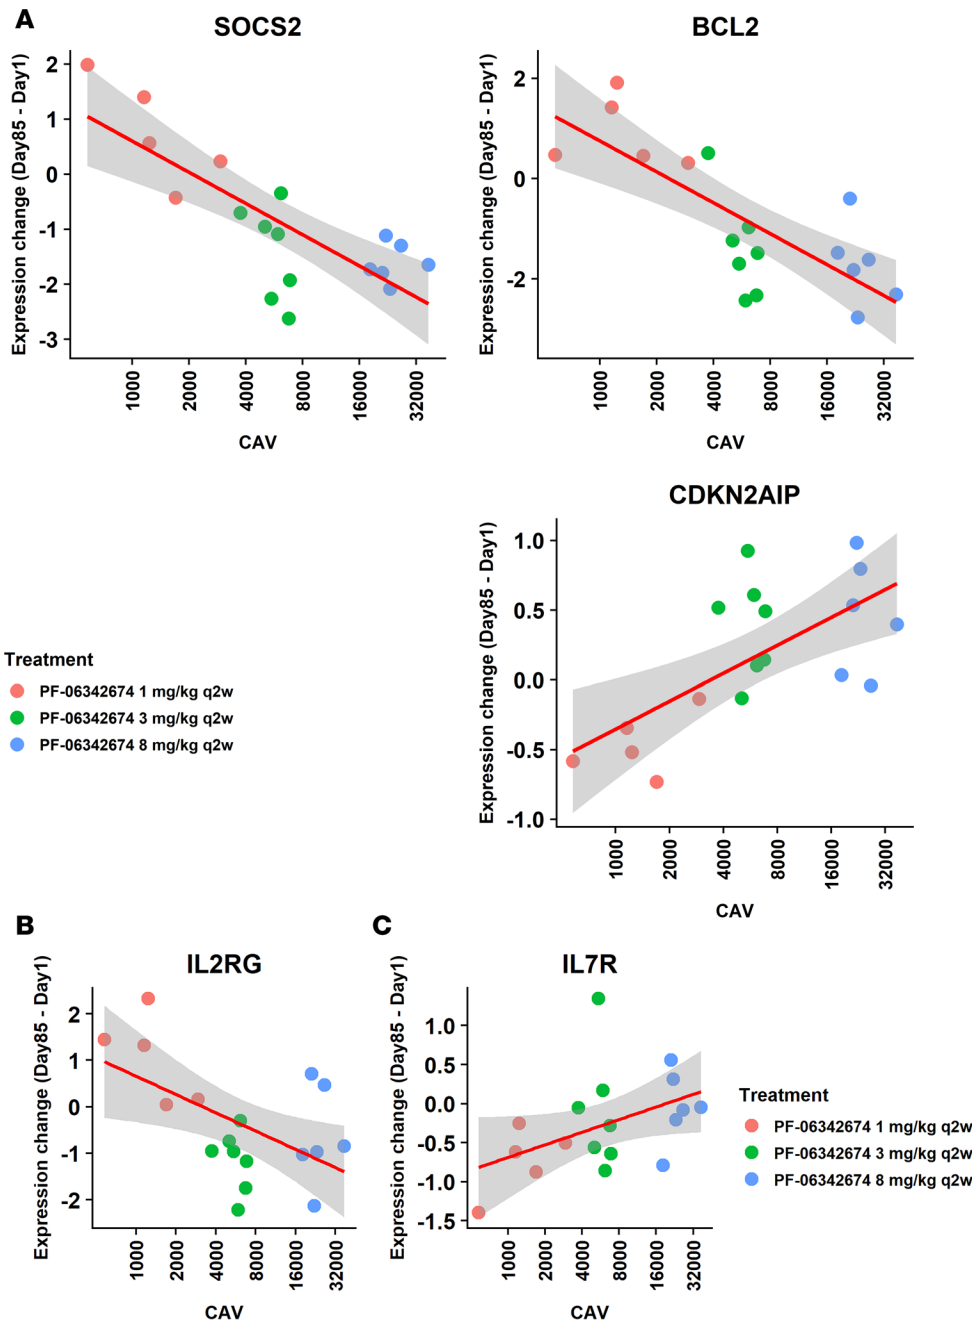 A
SOCS2
Expression change (Day85 - Day1)
2
1
0
-1
-2
-3
1000
2000
4000
8000
16000
32000
CAV
BCL2
Expression change (Day85 - Day1)
2
0
-2
1000
2000
4000
8000
16000
32000
CAV
CDKN2AIP
Expression change (Day85 - Day1)
1.0
0.5
0.0
-0.5
-1.0
1000
2000
4000
8000
16000
32000
CAV
Treatment
PF-06342674 1 mg/kg q2w
PF-06342674 3 mg/kg q2w
PF-06342674 8 mg/kg q2w
B
IL2RG
Expression change (Day85 - Day1)
2
1
0
-1
-2
1000
2000
4000
8000
16000
32000
CAV
C
IL7R
Expression change (Day85 - Day1)
1.0
0.5
0.0
-0.5
-1.0
-1.5
1000
2000
4000
8000
16000
32000
CAV
Treatment
PF-06342674 1 mg/kg q2w
PF-06342674 3 mg/kg q2w
PF-06342674 8 mg/kg q2w